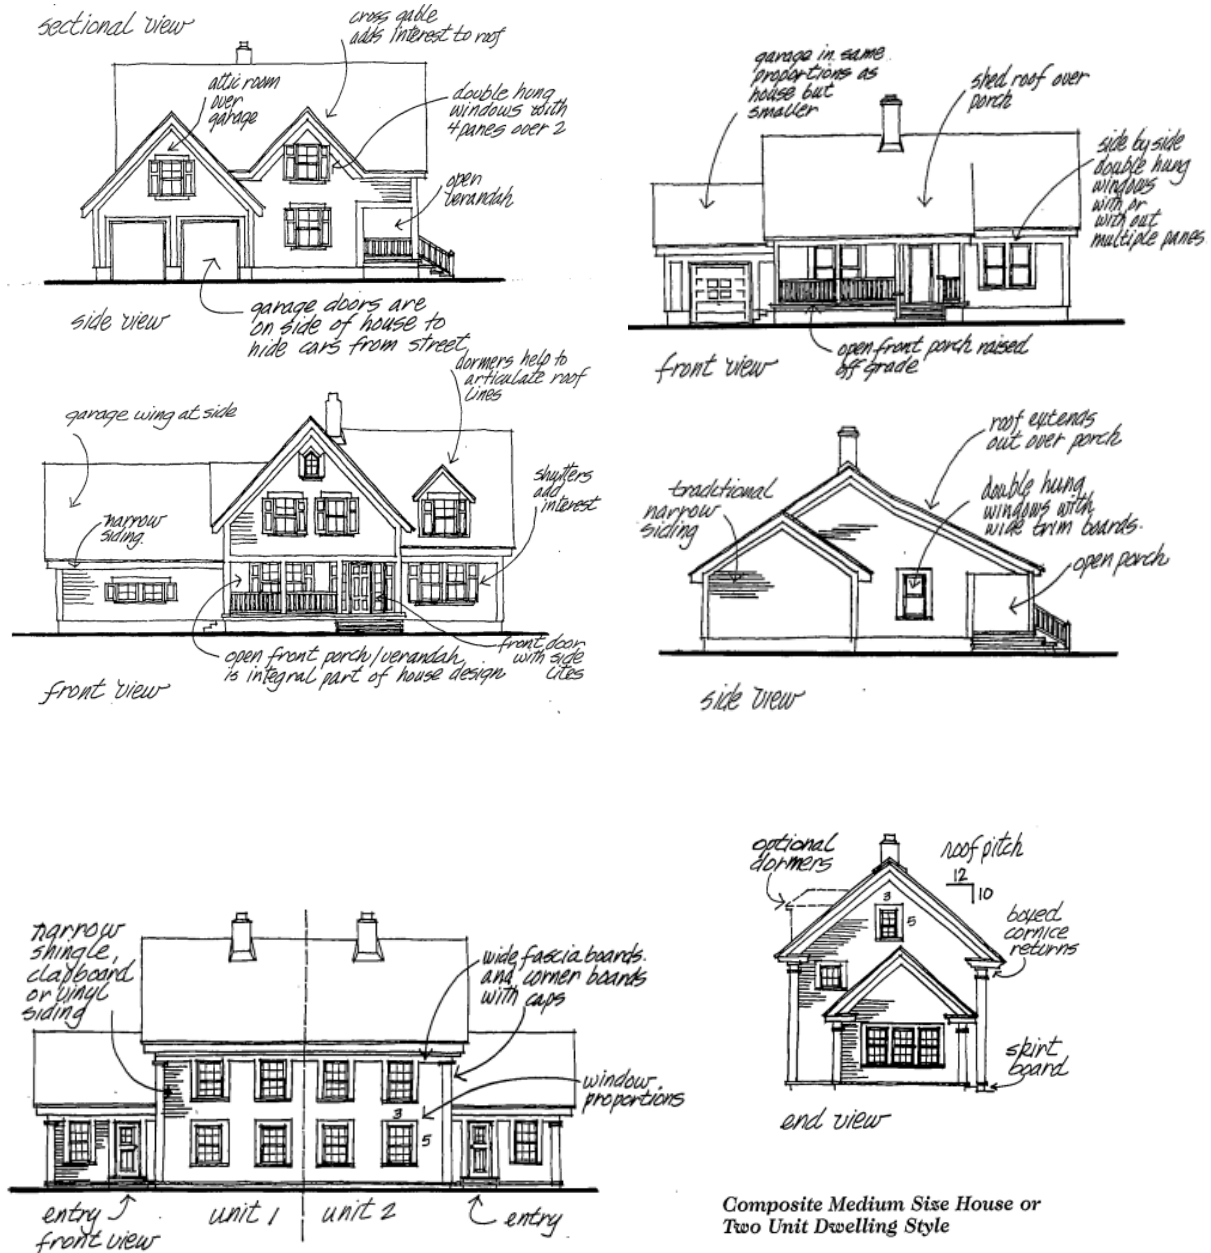 sectional view
cross gable
adds interest to roof
attic room
over
garage
double hung
windows with
4 panes over 2
open
verandah
garage doors are
on side of house to
hide cars from street
side view
garage in same
proportions as
house but
smaller
shed roof over
porch
side by side
double hung
windows
with or
with out
multiple panes.
open front porch raised
off grade
front view
dormers help to
articulate roof
lines
garage wing at side
shutters
add
interest
narrow
siding.
open front porch/verandah
is integral part of house design
front door
with side
lites
front view
roof extends
out over porch
traditional
narrow
siding
double hung
windows with
wide trim boards.
open porch
side view
narrow
shingle,
clapboard
or vinyl
siding
wide fascia boards.
and corner boards
with caps
window
proportions
3
5
entry
front view
unit 1
unit 2
entry
optional
dormers
roof pitch
12
10
3
5
boxed
cornice
returns
skirt
board
end view
Composite Medium Size House or
Two Unit Dwelling Style